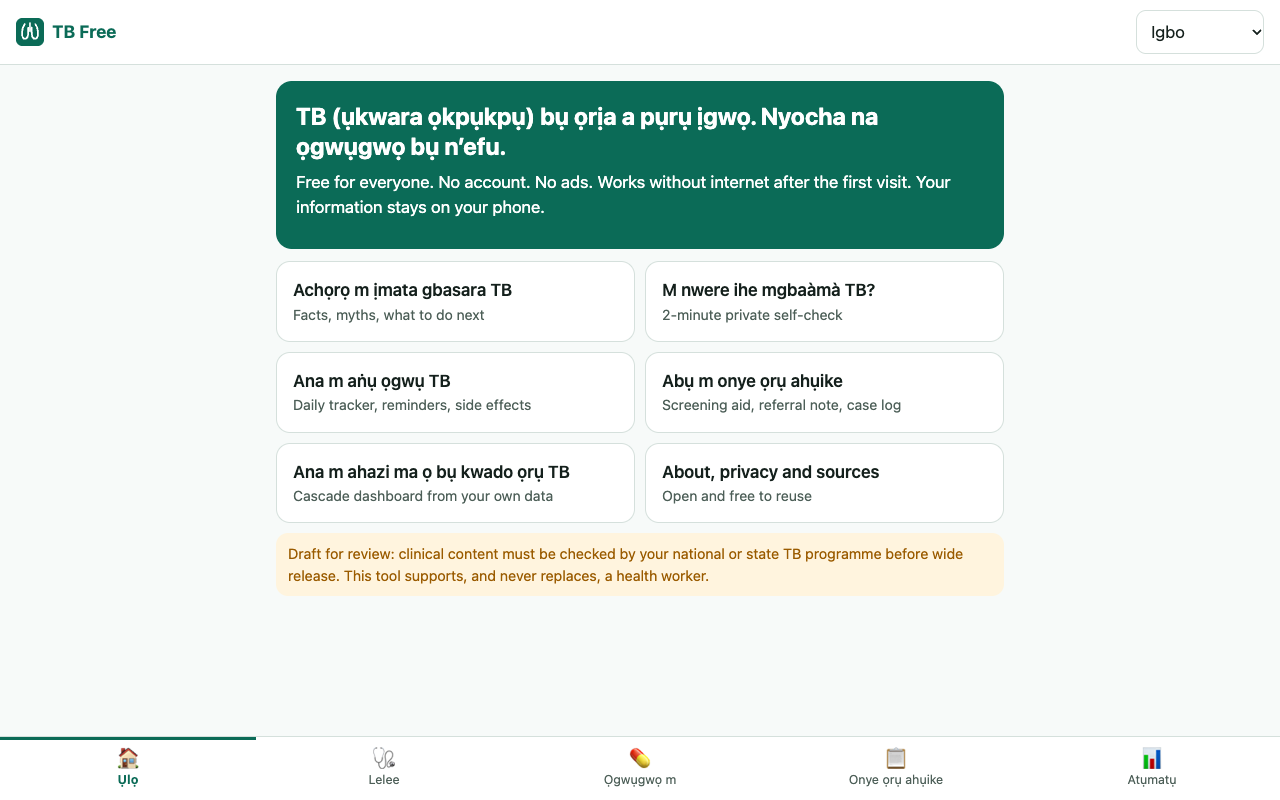 TB Free
Igbo
TB (ụkwara ọkpụkpụ) bụ ọrịa a pụrụ ịgwọ. Nyocha na
ọgwụgwọ bụ n’efu.
Free for everyone. No account. No ads. Works without internet after the first visit. Your
information stays on your phone.
Achọrọ m ịmata gbasara TB
Facts, myths, what to do next
M nwere ihe mgbaàmà TB?
2-minute private self-check
Ana m aṅụ ọgwụ TB
Daily tracker, reminders, side effects
Abụ m onye ọrụ ahụike
Screening aid, referral note, case log
Ana m ahazi ma ọ bụ kwado ọrụ TB
Cascade dashboard from your own data
About, privacy and sources
Open and free to reuse
Draft for review: clinical content must be checked by your national or state TB programme before wide
release. This tool supports, and never replaces, a health worker.
Ụlọ
Lelee
Ọgwụgwọ m
Onye ọrụ ahụike
Atụmatụ